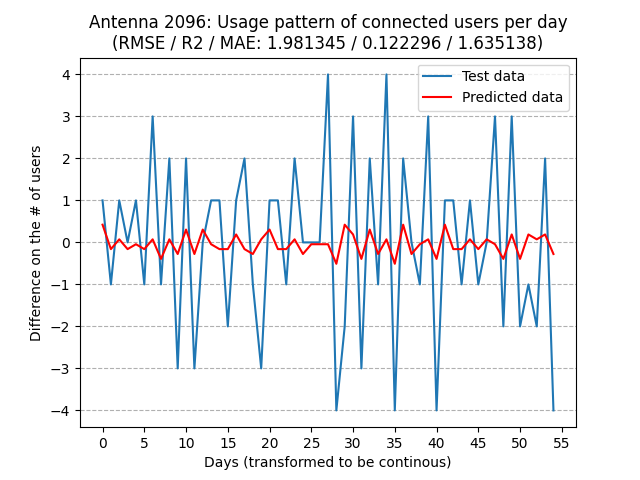 Antenna 2096: Usage pattern of connected users per day
(RMSE / R2 / MAE: 1.981345 / 0.122296 / 1.635138)
Test data
Predicted data
Difference on the # of users
4
3
2
1
0
−1
−2
−3
−4
0 5 10 15 20 25 30 35 40 45 50 55
Days (transformed to be continous)